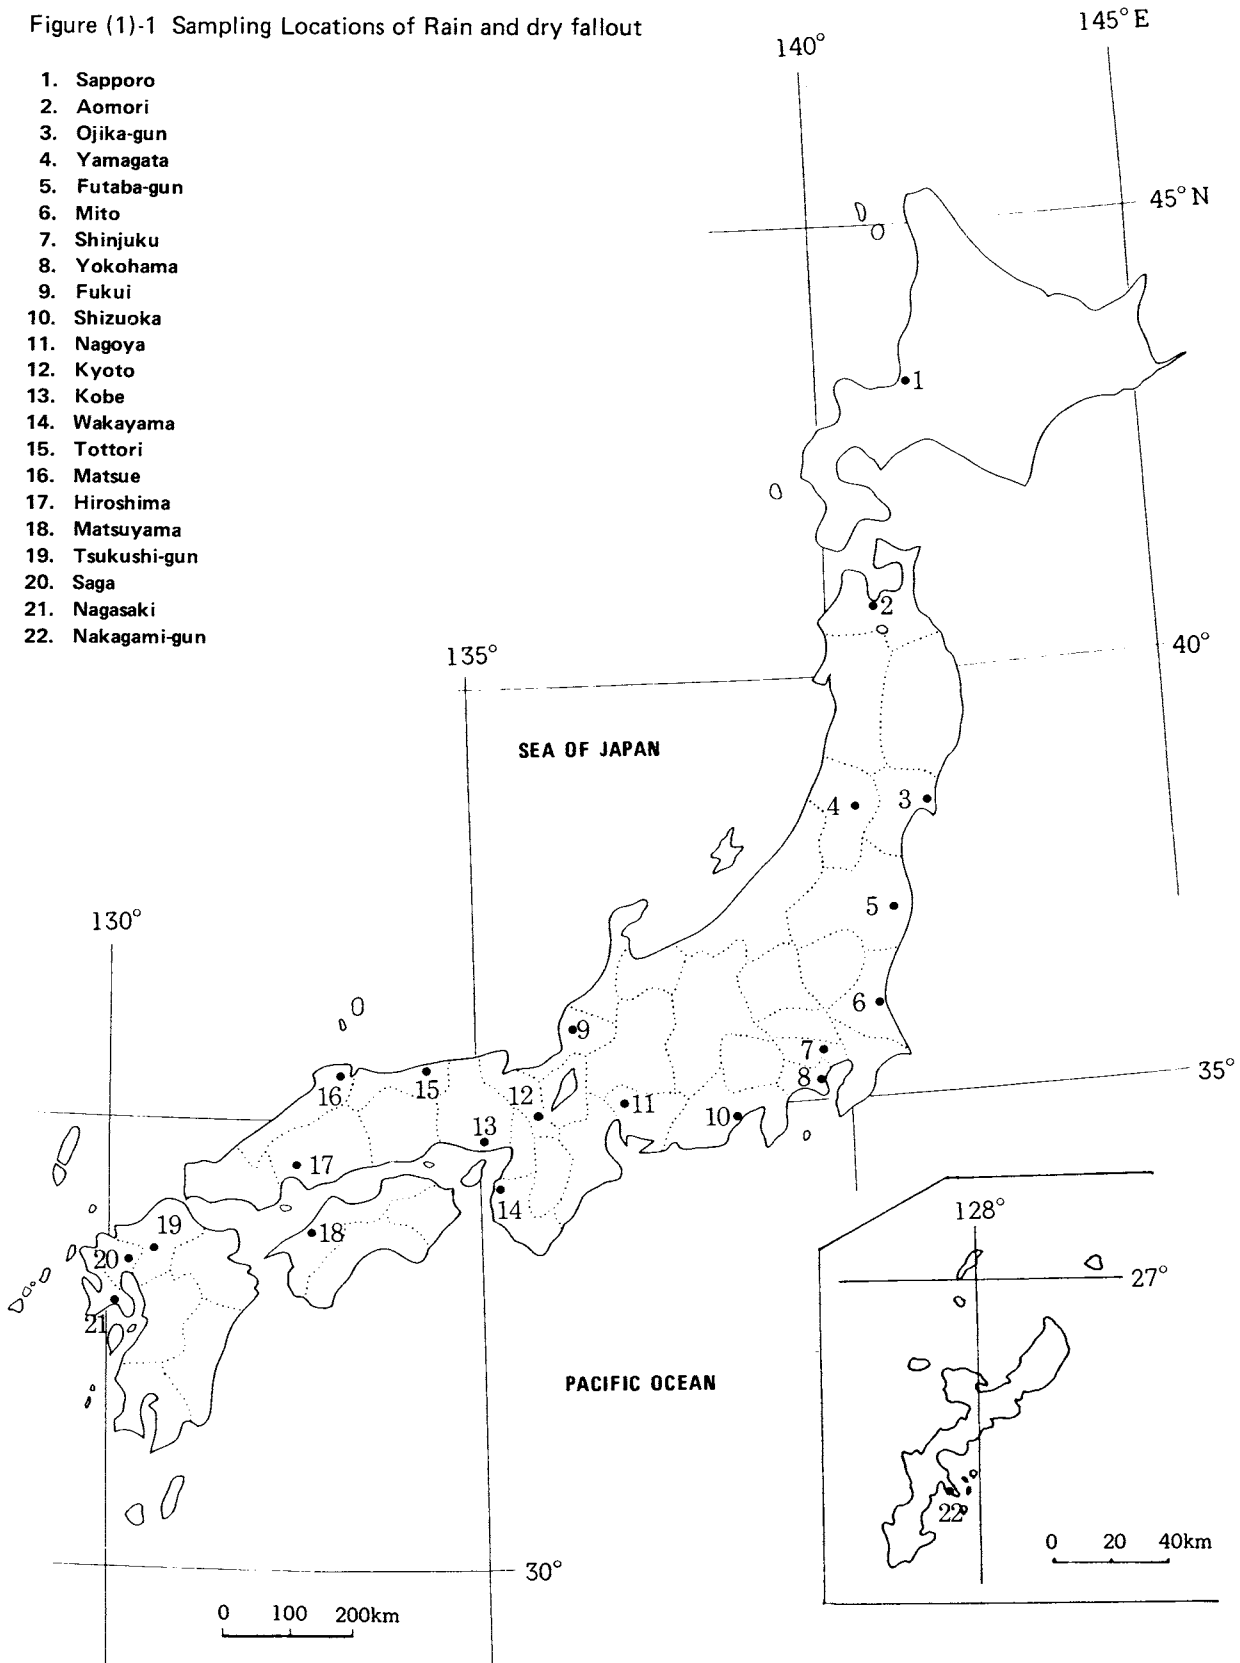 Figure (1)-1 Sampling Locations of Rain and dry fallout
1. Sapporo
2. Aomori
3. Ojika-gun
4. Yamagata
5. Futaba-gun
6. Mito
7. Shinjuku
8. Yokohama
9. Fukui
10. Shizuoka
11. Nagoya
12. Kyoto
13. Kobe
14. Wakayama
15. Tottori
16. Matsue
17. Hiroshima
18. Matsuyama
19. Tsukushi-gun
20. Saga
21. Nagasaki
22. Nakagami-gun
145° E
140°
45° N
1
2
40°
135°
SEA OF JAPAN
4
3
5
130°
6
9
7
35°
8
16
15
12
11
10
13
17
14
18
19
20
21
128°
27°
PACIFIC OCEAN
22
0 20 40km
30°
0 100 200km